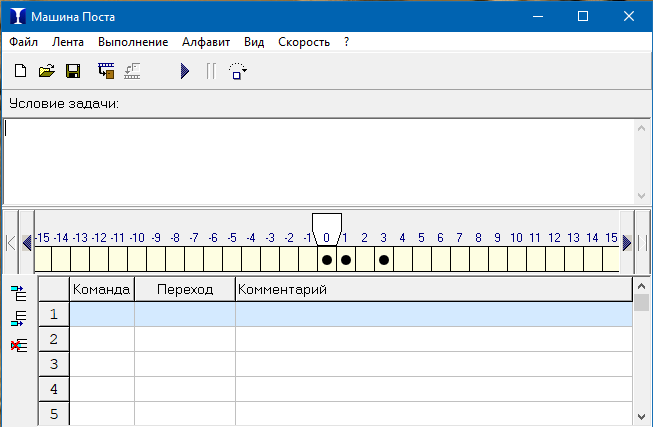 Машина Поста
Файл Лента Выполнение Алфавит Вид Скорость ?
Условие задачи:
-15 -14 -13 -12 -11 -10 -9 -8 -7 -6 -5 -4 -3 -2 -1 0 1 2 3 4 5 6 7 8 9 10 11 12 13 14 15
Команда Переход Комментарий
1
2
3
4
5